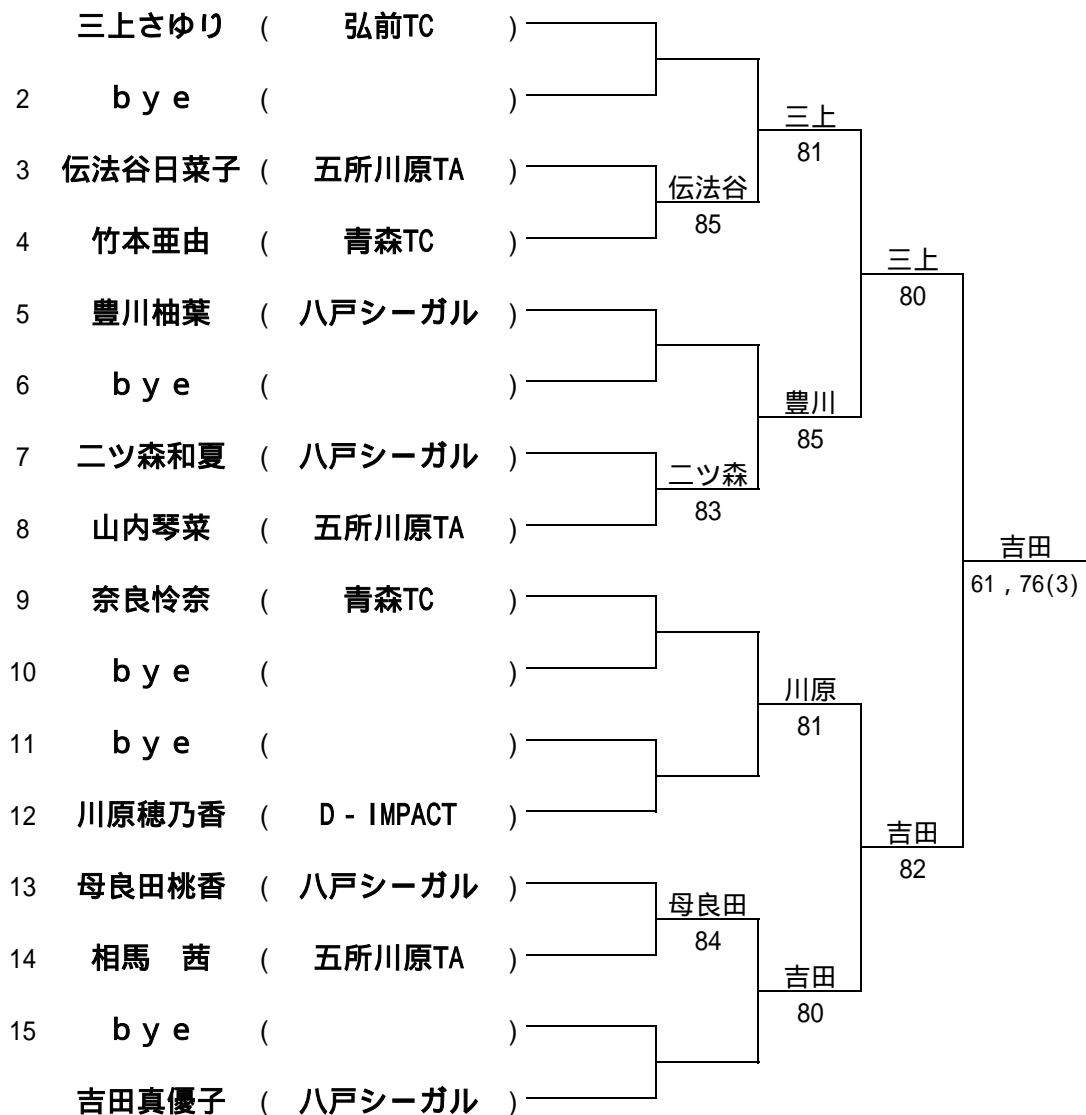 三上さゆり ( 弘前TC )
2 ｂｙｅ ( )
三上
81
3 伝法谷日菜子 ( 五所川原TA )
伝法谷
85
4 竹本亜由 ( 青森TC )
三上
80
5 豊川柚葉 ( 八戸シーガル )
6 ｂｙｅ ( )
豊川
85
7 二ツ森和夏 ( 八戸シーガル )
二ツ森
83
8 山内琴菜 ( 五所川原TA )
吉田
61 , 76(3)
9 奈良怜奈 ( 青森TC )
10 ｂｙｅ ( )
川原
81
11 ｂｙｅ ( )
12 川原穂乃香 ( D - IMPACT )
吉田
82
13 母良田桃香 ( 八戸シーガル )
母良田
84
14 相馬　茜 ( 五所川原TA )
吉田
80
15 ｂｙｅ ( )
吉田真優子 ( 八戸シーガル )